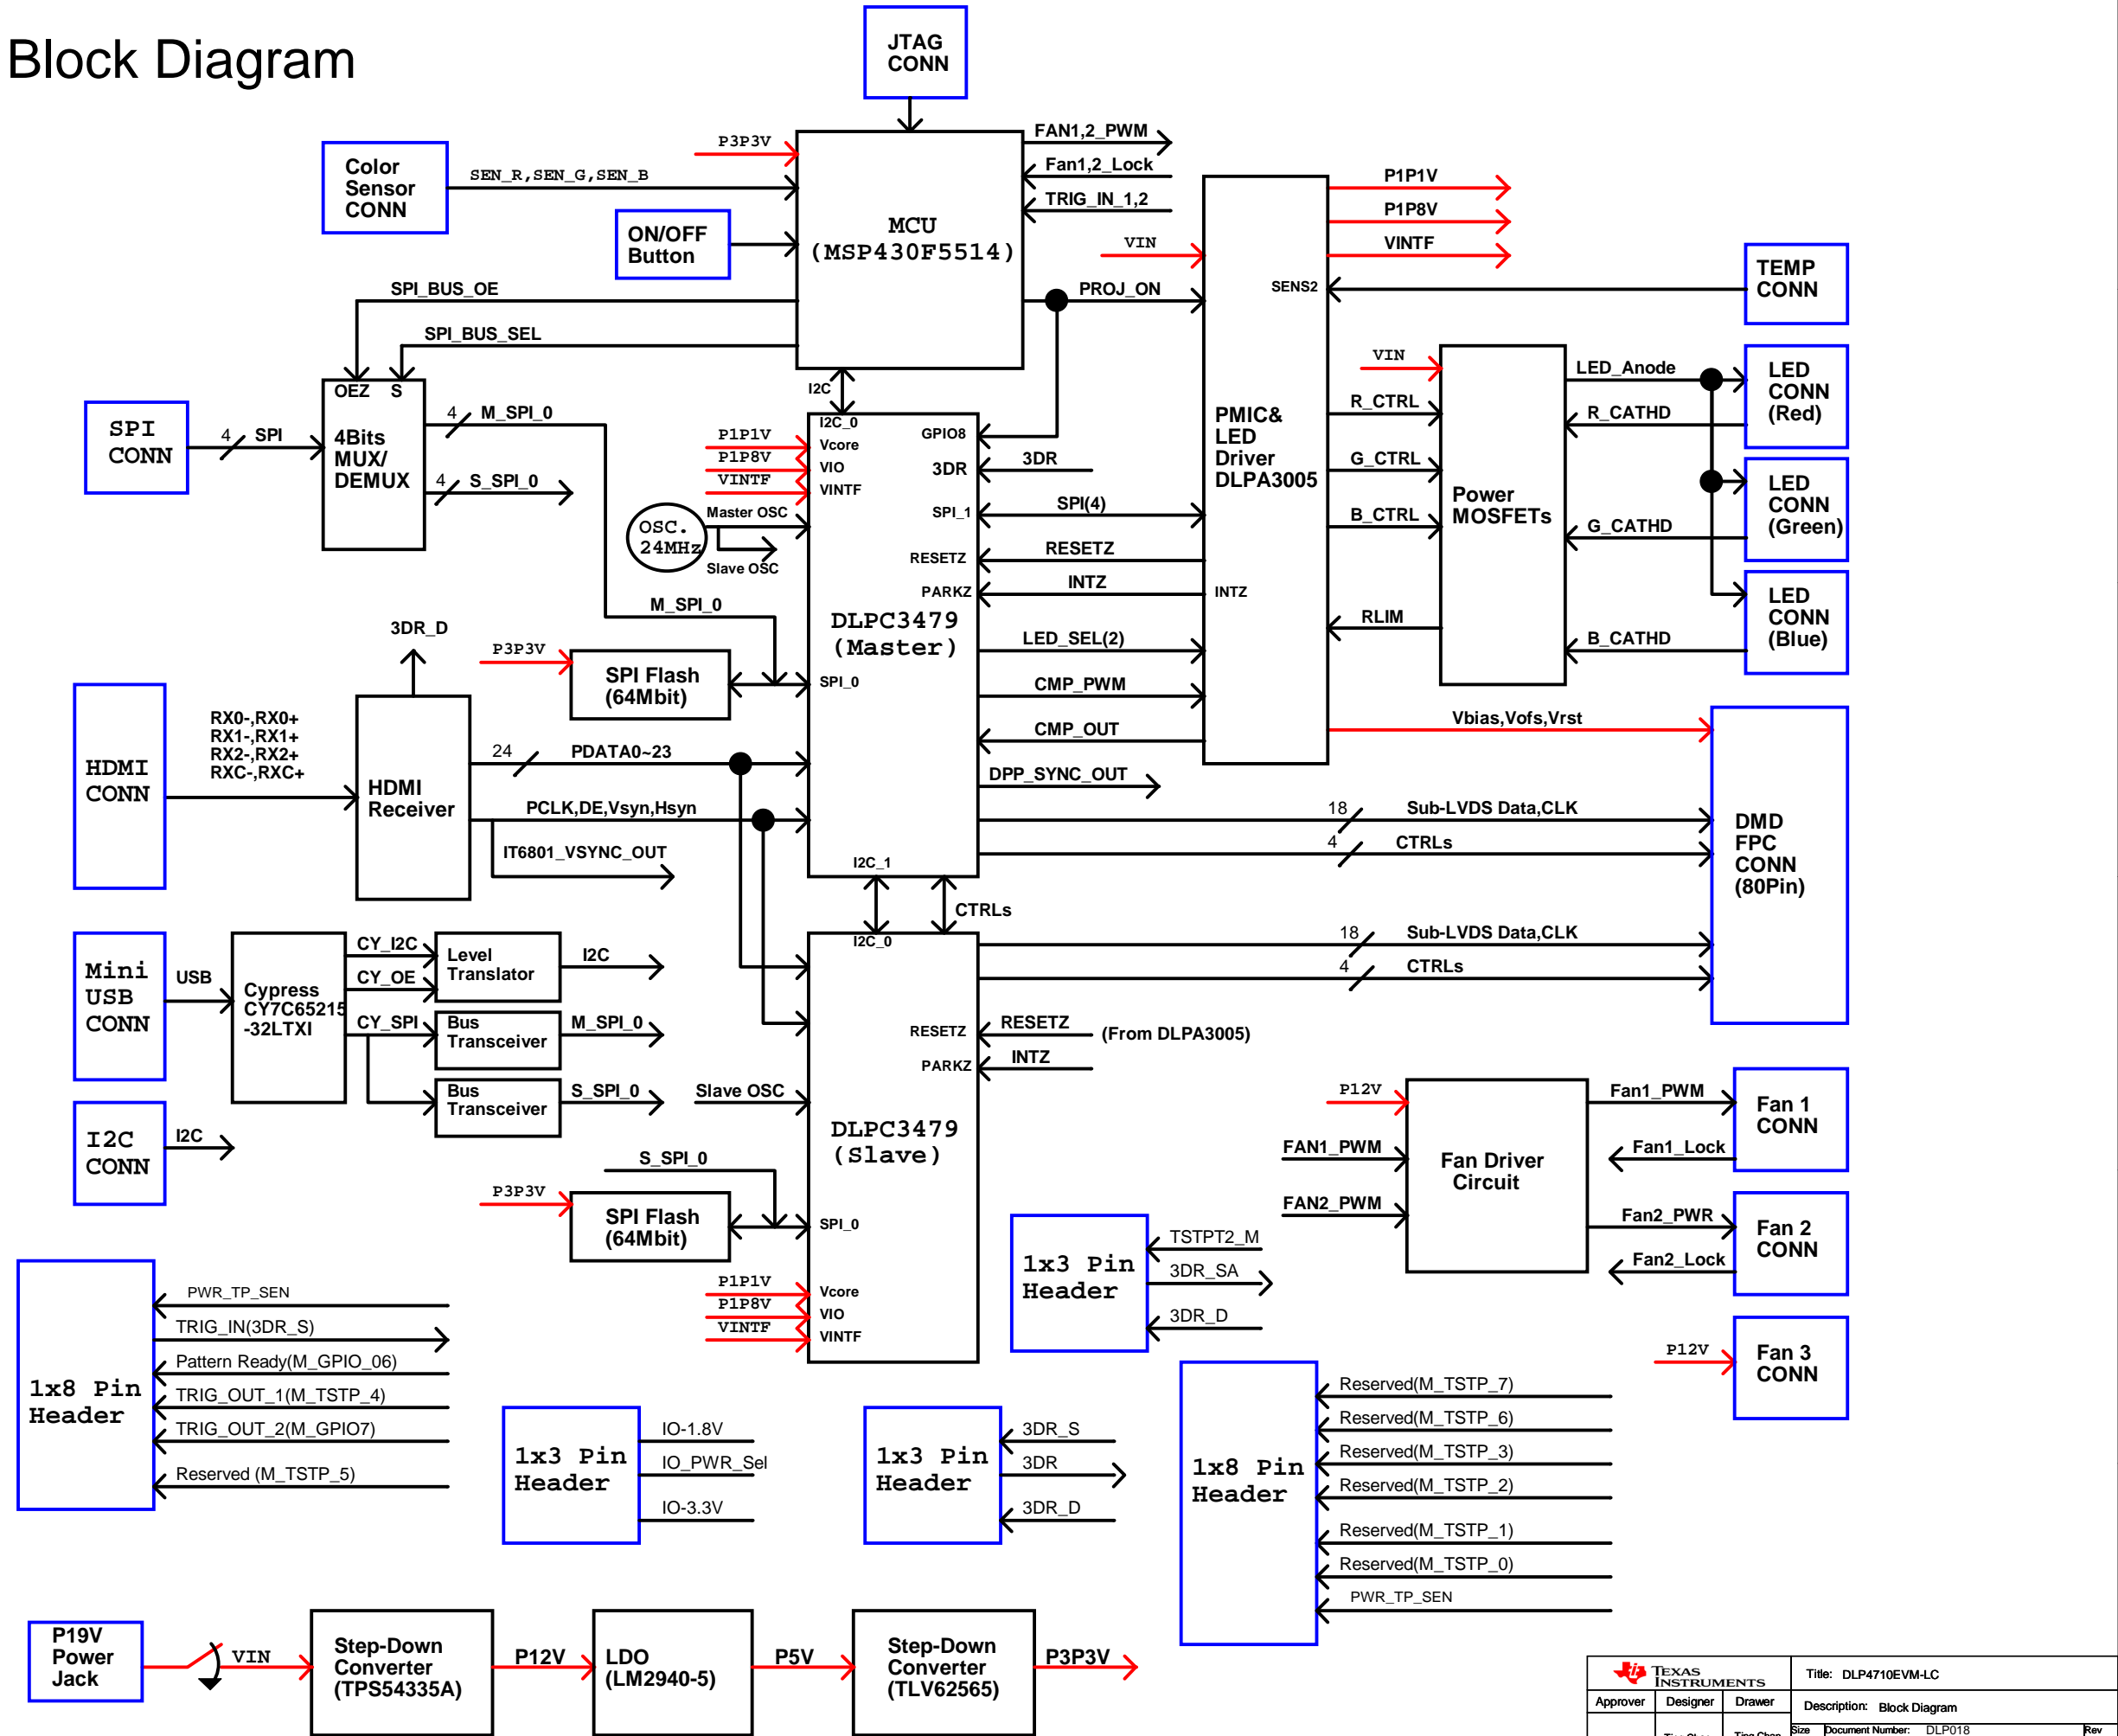 Block Diagram
JTAG
CONN
Color
Sensor
CONN
SEN_R,SEN_G,SEN_B
P3P3V
ON/OFF
Button
MCU
(MSP430F5514)
FAN1,2_PWM
Fan1,2_Lock
TRIG_IN_1,2
PROJ_ON
SPI_BUS_OE
SPI_BUS_SEL
I2C
VIN
PMIC&
LED
Driver
DLPA3005
SENS2
INTZ
P1P1V
P1P8V
VINTF
TEMP
CONN
VIN
R_CTRL
G_CTRL
B_CTRL
RLIM
Power
MOSFETs
LED_Anode
R_CATHD
G_CATHD
B_CATHD
LED
CONN
(Red)
LED
CONN
(Green)
LED
CONN
(Blue)
SPI
CONN
4
SPI
OEZ
S
4Bits
MUX/
DEMUX
4
M_SPI_0
4
S_SPI_0
OSC.
24MHz
Master OSC
Slave OSC
P1P1V
P1P8V
VINTF
I2C_0
Vcore
VIO
VINTF
GPIO8
3DR
SPI_1
RESETZ
PARKZ
DLPC3479
(Master)
SPI_0
I2C_1
3DR
SPI(4)
RESETZ
INTZ
LED_SEL(2)
CMP_PWM
CMP_OUT
DPP_SYNC_OUT
M_SPI_0
P3P3V
SPI Flash
(64Mbit)
3DR_D
HDMI
CONN
RX0-,RX0+
RX1-,RX1+
RX2-,RX2+
RXC-,RXC+
HDMI
Receiver
24
PDATA0~23
PCLK,DE,Vsyn,Hsyn
IT6801_VSYNC_OUT
Vbias,Vofs,Vrst
18
Sub-LVDS Data,CLK
4
CTRLs
DMD
FPC
CONN
(80Pin)
CTRLs
18
Sub-LVDS Data,CLK
4
CTRLs
Mini
USB
CONN
USB
Cypress
CY7C65215
-32LTXI
CY_I2C
CY_OE
CY_SPI
Level
Translator
I2C
Bus
Transceiver
M_SPI_0
Bus
Transceiver
S_SPI_0
I2C
CONN
I2C
I2C_0
RESETZ
PARKZ
RESETZ
(From DLPA3005)
INTZ
Slave OSC
DLPC3479
(Slave)
S_SPI_0
P3P3V
SPI Flash
(64Mbit)
SPI_0
P1P1V
P1P8V
VINTF
Vcore
VIO
VINTF
P12V
FAN1_PWM
FAN2_PWM
Fan Driver
Circuit
Fan1_PWM
Fan1_Lock
Fan2_PWR
Fan2_Lock
Fan 1
CONN
Fan 2
CONN
P12V
Fan 3
CONN
1x3 Pin
Header
TSTPT2_M
3DR_SA
3DR_D
1x8 Pin
Header
PWR_TP_SEN
TRIG_IN(3DR_S)
Pattern Ready(M_GPIO_06)
TRIG_OUT_1(M_TSTP_4)
TRIG_OUT_2(M_GPIO7)
Reserved (M_TSTP_5)
1x3 Pin
Header
IO-1.8V
IO_PWR_Sel
IO-3.3V
1x3 Pin
Header
3DR_S
3DR
3DR_D
1x8 Pin
Header
Reserved(M_TSTP_7)
Reserved(M_TSTP_6)
Reserved(M_TSTP_3)
Reserved(M_TSTP_2)
Reserved(M_TSTP_1)
Reserved(M_TSTP_0)
PWR_TP_SEN
P19V
Power
Jack
VIN
Step-Down
Converter
(TPS54335A)
P12V
LDO
(LM2940-5)
P5V
Step-Down
Converter
(TLV62565)
P3P3V
TEXAS
INSTRUMENTS
Title: DLP4710EVM-LC
Approver
Designer
Drawer
Description: Block Diagram
Size
Document Number: DLP018
Rev